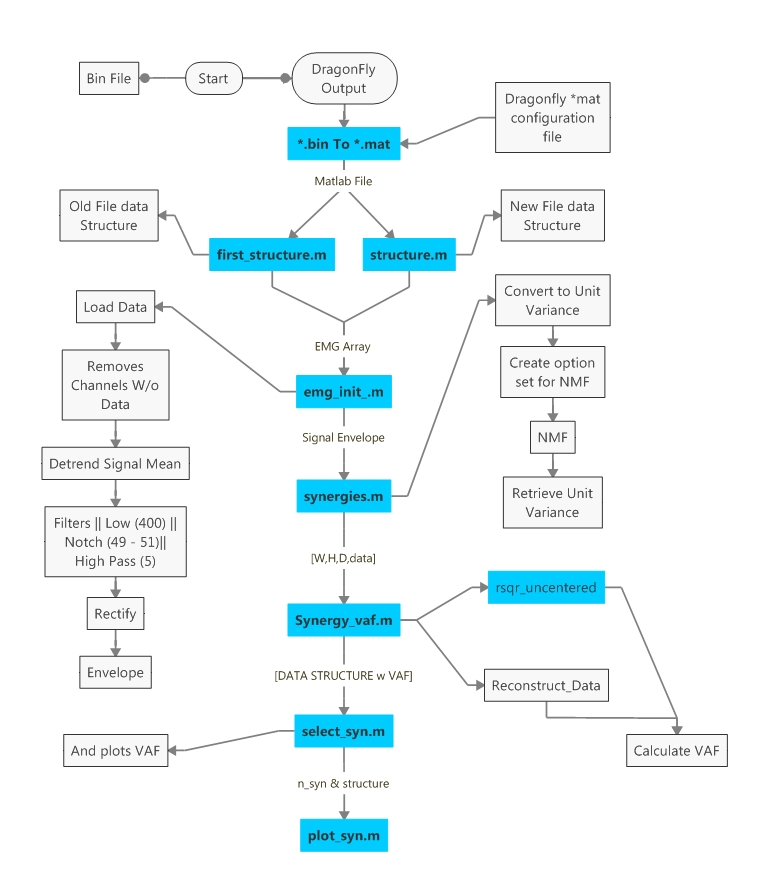 Bin File
Start
DragonFly
Output
Dragonfly *mat
configuration
file
*.bin To *.mat
Matlab File
Old File data
Structure
New File data
Structure
first_structure.m
structure.m
Load Data
Convert to Unit
Variance
EMG Array
Removes
Channels W/o
Data
Create option
set for NMF
emg_init_.m
Signal Envelope
NMF
Detrend Signal Mean
synergies.m
Retrieve Unit
Variance
Filters || Low (400) ||
Notch (49 - 51)||
High Pass (5)
[W,H,D,data]
rsqr_uncentered
Rectify
Synergy_vaf.m
Envelope
[DATA STRUCTURE w VAF]
Reconstruct_Data
select_syn.m
And plots VAF
Calculate VAF
n_syn & structure
plot_syn.m